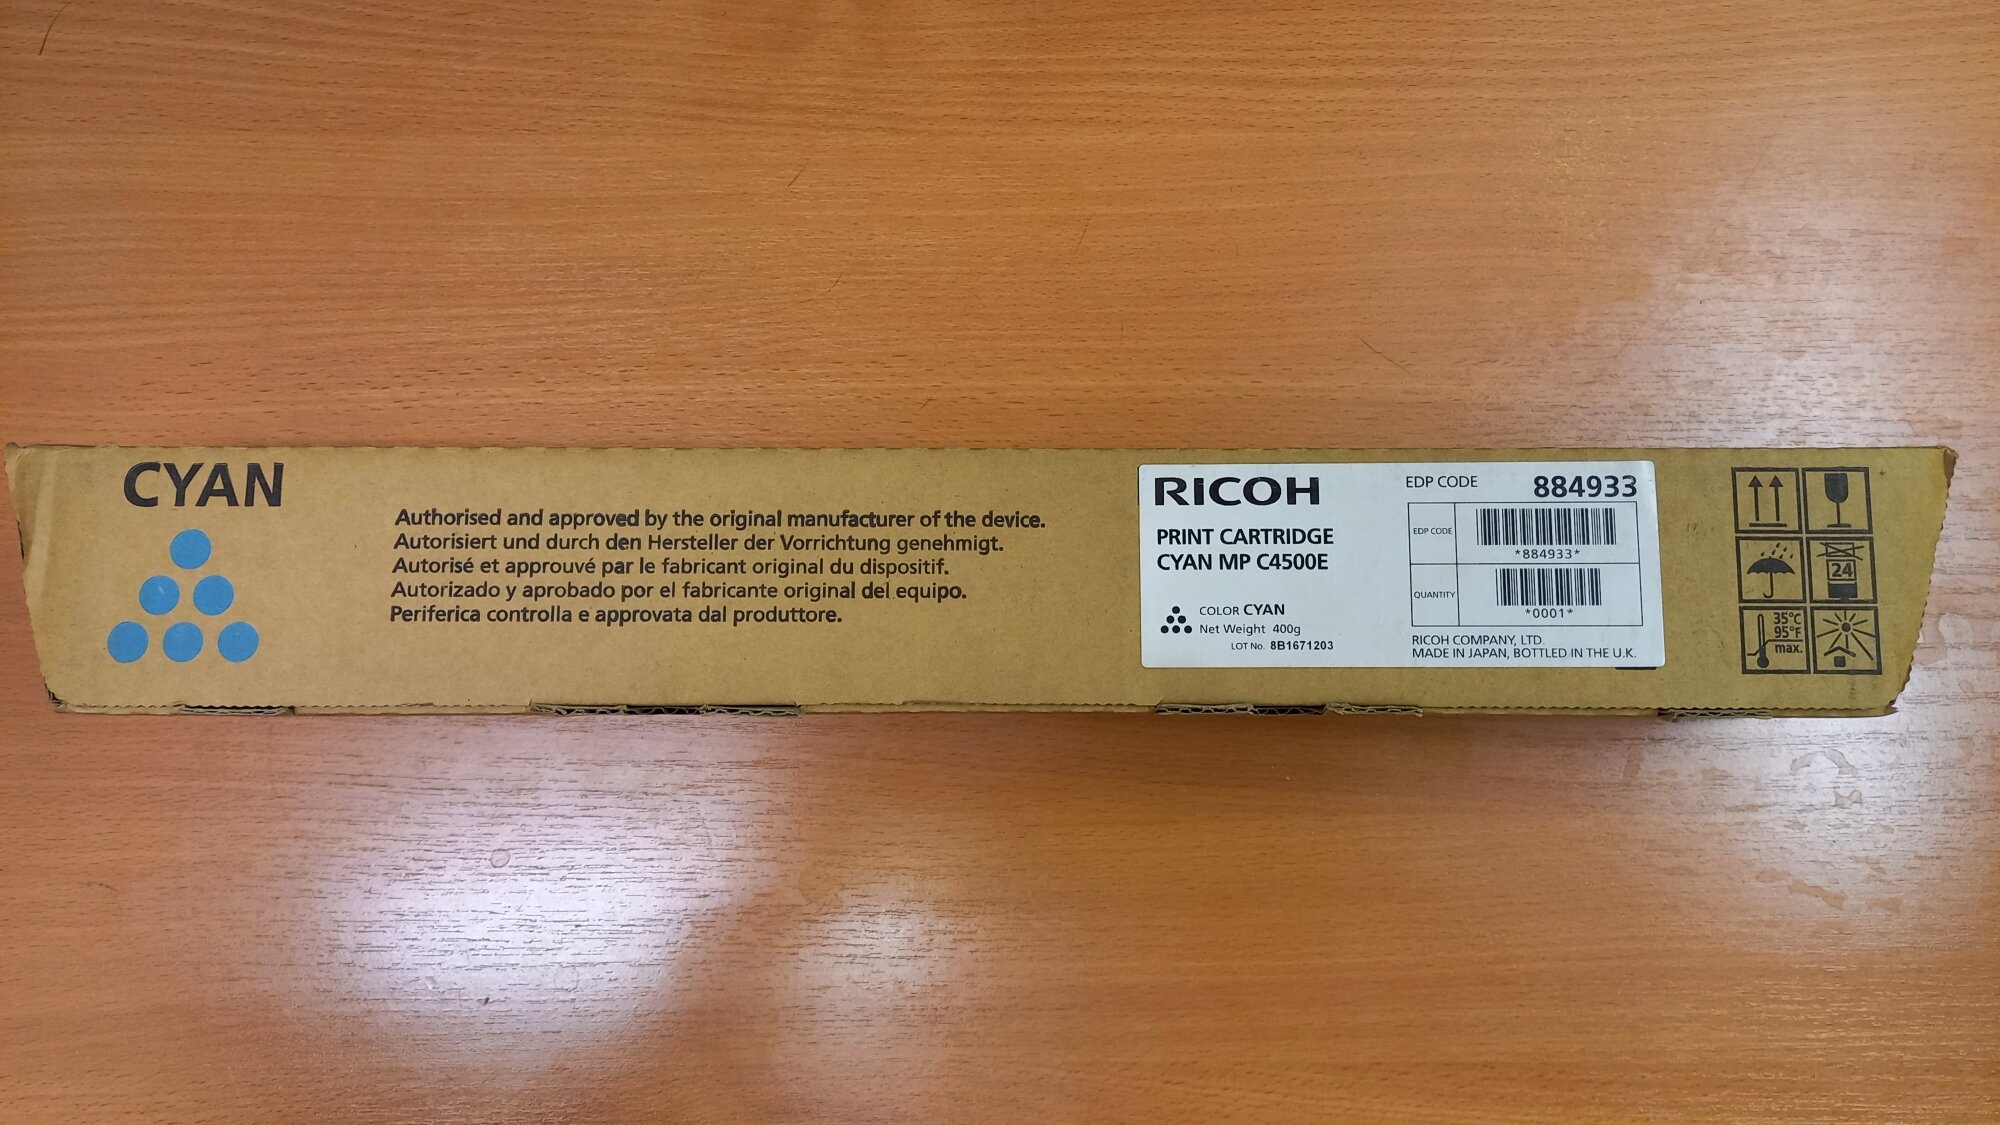 CYAN
Authorised and approved by the original manufacturer of the device.
Autorisiert und durch den Hersteller der Vorrichtung genehmigt.
Autorisé et approuvé par le fabricant original du dispositif.
Autorizado y aprobado por el fabricante original del equipo.
Periferica controlla e approvata dal produttore.
RICOH
PRINT CARTRIDGE
CYAN MP C4500E
COLOR CYAN
Net Weight 400g
LOT No. 8B1671203
EDP CODE 884933
EDP CODE
*884933*
QUANTITY
*0001*
RICOH COMPANY, LTD.
MADE IN JAPAN, BOTTLED IN THE U.K.
24
35°C
95°F
max.